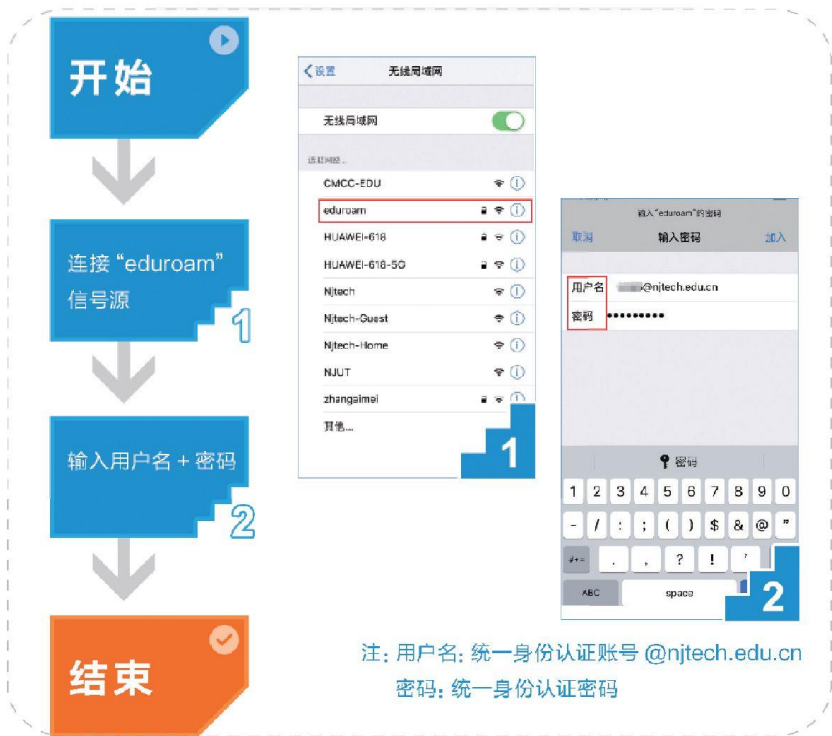 开始
连接“eduroam”
信号源
1
输入用户名+密码
2
结束
设置 无线局域网
无线局域网
CMCC-EDU
eduroam
HUAWEI-618
HUAWEI-618-5G
Njtech
Njtech-Guest
Njtech-Home
NJUT
zhangaimei
其他...
1
输入“eduroam”的密码
取消 输入密码 加入
用户名 @njtech.edu.cn
密码 •••••••••
密码
1 2 3 4 5 6 7 8 9 0
- / : ; ( ) $ & @ "
#+= . , ? ! '
ABC space
2
注: 用户名: 统一身份认证账号 @njtech.edu.cn
密码: 统一身份认证密码